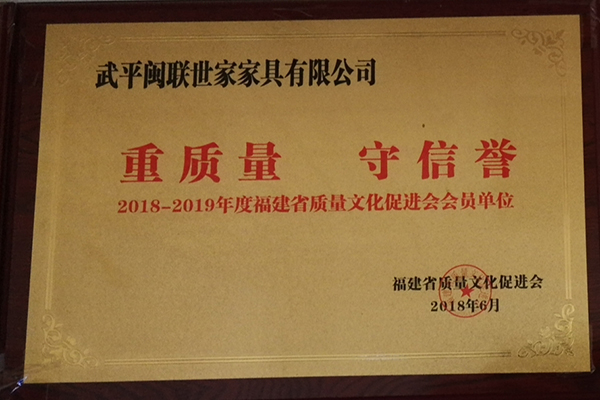 武平闽联世家家具有限公司
重质量 守信誉
2018-2019年度福建省质量文化促进会会员单位
福建省质量文化促进会
2018年6月